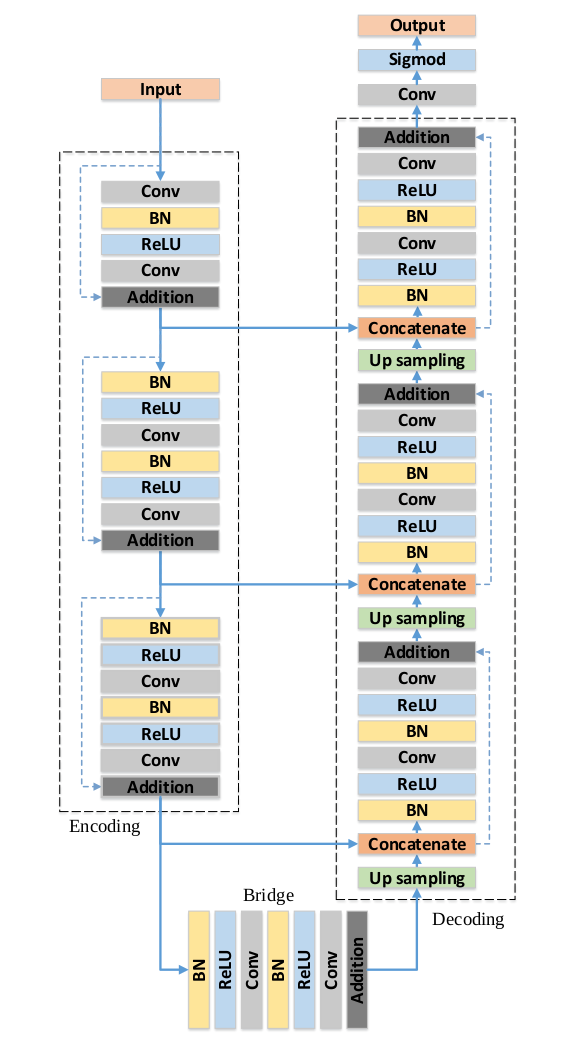 Input
Conv
BN
ReLU
Conv
Addition
BN
ReLU
Conv
BN
ReLU
Conv
Addition
BN
ReLU
Conv
BN
ReLU
Conv
Addition
Encoding
Bridge
BN
ReLU
Conv
BN
ReLU
Conv
Addition
Output
Sigmod
Conv
Addition
Conv
ReLU
BN
Conv
ReLU
BN
Concatenate
Up sampling
Addition
Conv
ReLU
BN
Conv
ReLU
BN
Concatenate
Up sampling
Addition
Conv
ReLU
BN
Conv
ReLU
BN
Concatenate
Up sampling
Decoding